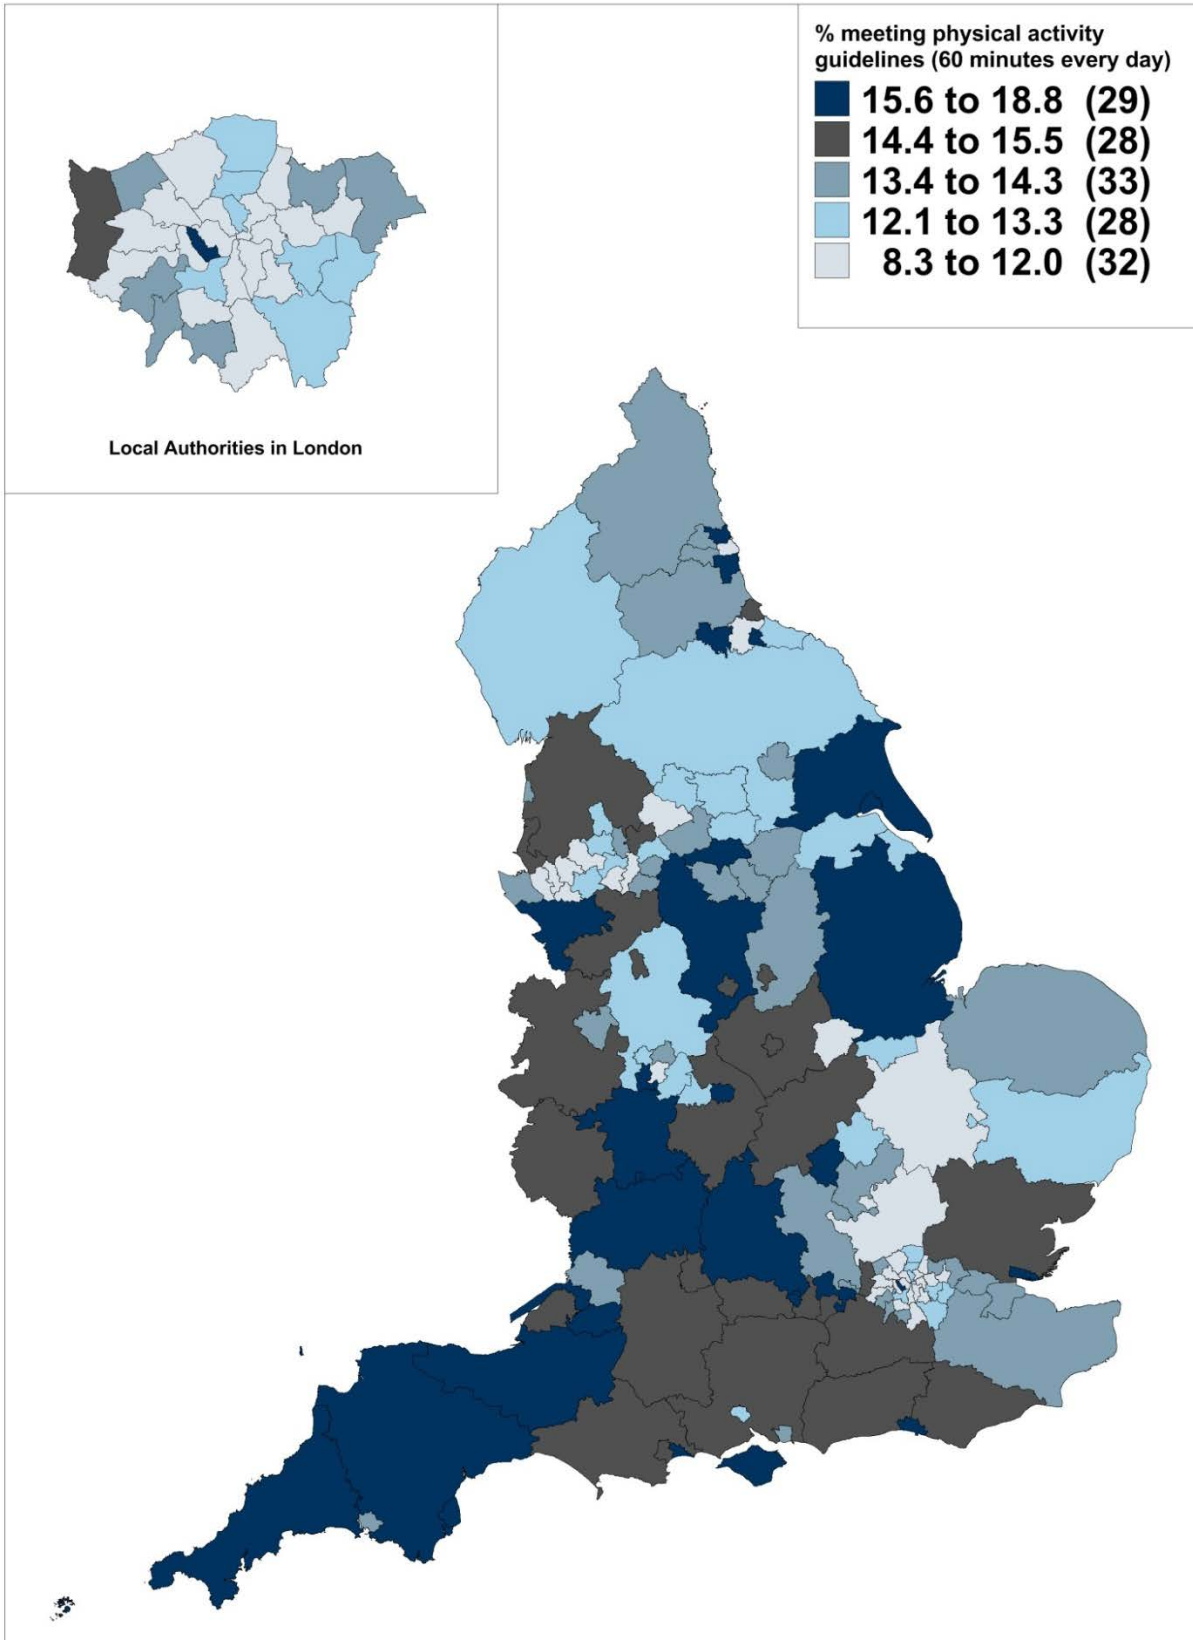 % meeting physical activity
guidelines (60 minutes every day)
15.6 to 18.8 (29)
14.4 to 15.5 (28)
13.4 to 14.3 (33)
12.1 to 13.3 (28)
8.3 to 12.0 (32)
Local Authorities in London